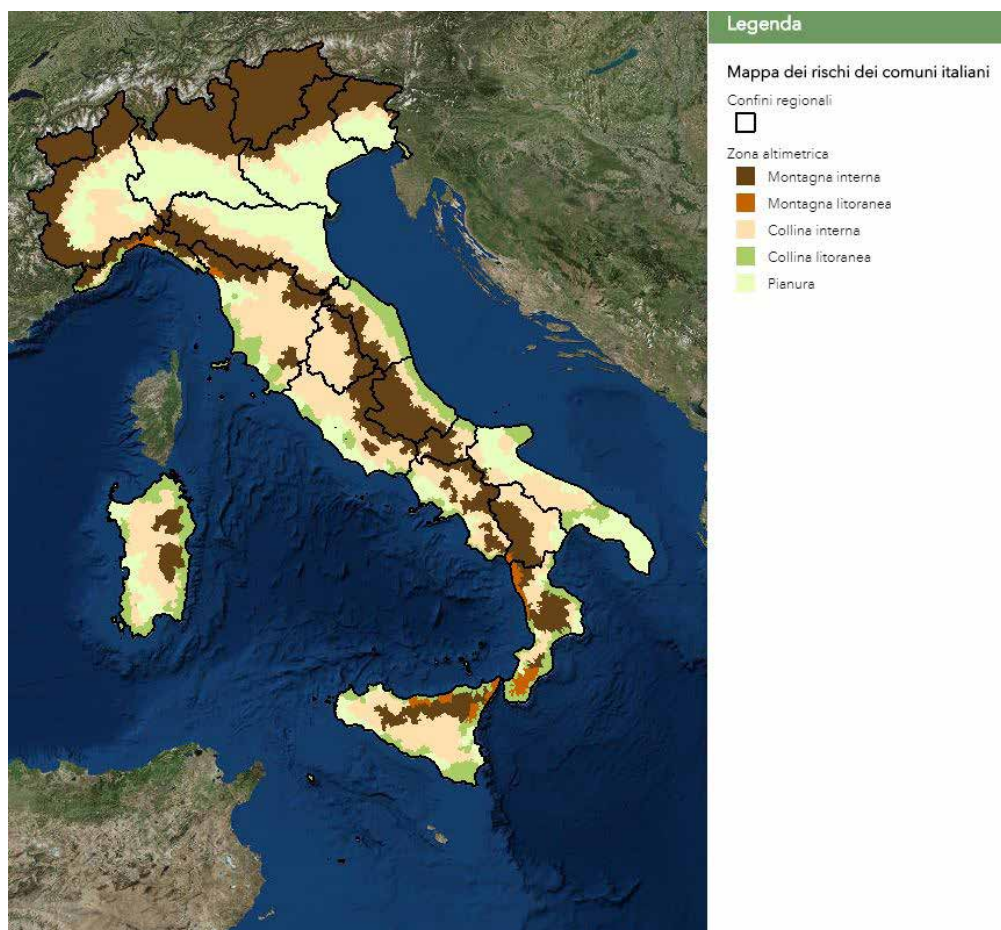 Legenda
Mappa dei rischi dei comuni italiani
Confini regionali
Zona altimetrica
Montagna interna
Montagna litoranea
Collina interna
Collina litoranea
Pianura